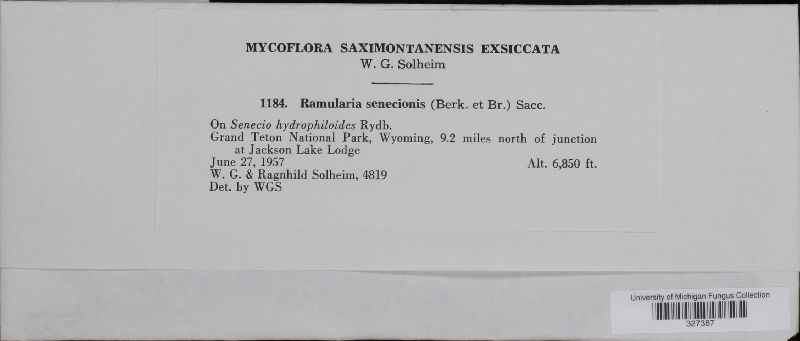 MYCOFLORA SAXIMONTANENSIS EXSICCATA
W. G. Solheim
1184. Ramularia senecionis (Berk. et Br.) Sacc.
On Senecio hydrophiloides Rydb.
Grand Teton National Park, Wyoming, 9.2 miles north of junction
at Jackson Lake Lodge
June 27, 1957 Alt. 6,850 ft.
W. G. & Ragnhild Solheim, 4819
Det. by WGS
University of Michigan Fungus Collection
327387